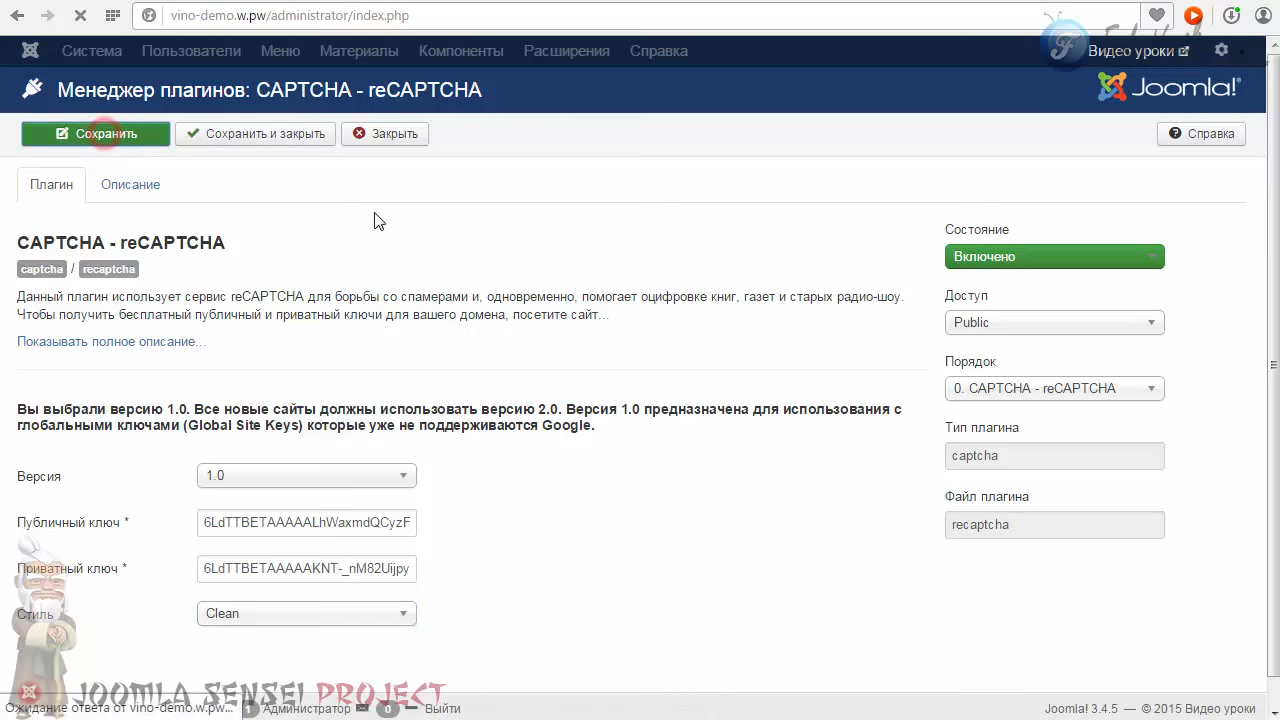 vino-demo.w.pw/administrator/index.php
Система Пользователи Меню Материалы Компоненты Расширения Справка Видео уроки
Менеджер плагинов: CAPTCHA - reCAPTCHA
Joomla!
Сохранить Сохранить и закрыть Закрыть Справка
Плагин Описание
CAPTCHA - reCAPTCHA
captcha / recaptcha
Данный плагин использует сервис reCAPTCHA для борьбы со спамерами и, одновременно, помогает оцифровке книг, газет и старых радио-шоу.
Чтобы получить бесплатный публичный и приватный ключи для вашего домена, посетите сайт...
Показывать полное описание...
Вы выбрали версию 1.0. Все новые сайты должны использовать версию 2.0. Версия 1.0 предназначена для использования с
глобальными ключами (Global Site Keys) которые уже не поддерживаются Google.
Версия 1.0
Публичный ключ * 6LdTTBETAAAAALhWaxmdQCyzF
Приватный ключ * 6LdTTBETAAAAAKNT-_nM82Uijpy
Стиль Clean
Состояние
Включено
Доступ
Public
Порядок
0. CAPTCHA - reCAPTCHA
Тип плагина
captcha
Файл плагина
recaptcha
JOOMLA SENSEI PROJECT
Ожидание ответа от vino-demo.w.pw... 1 Администратор 0 Выйти
Joomla! 3.4.5 — © 2015 Видео уроки